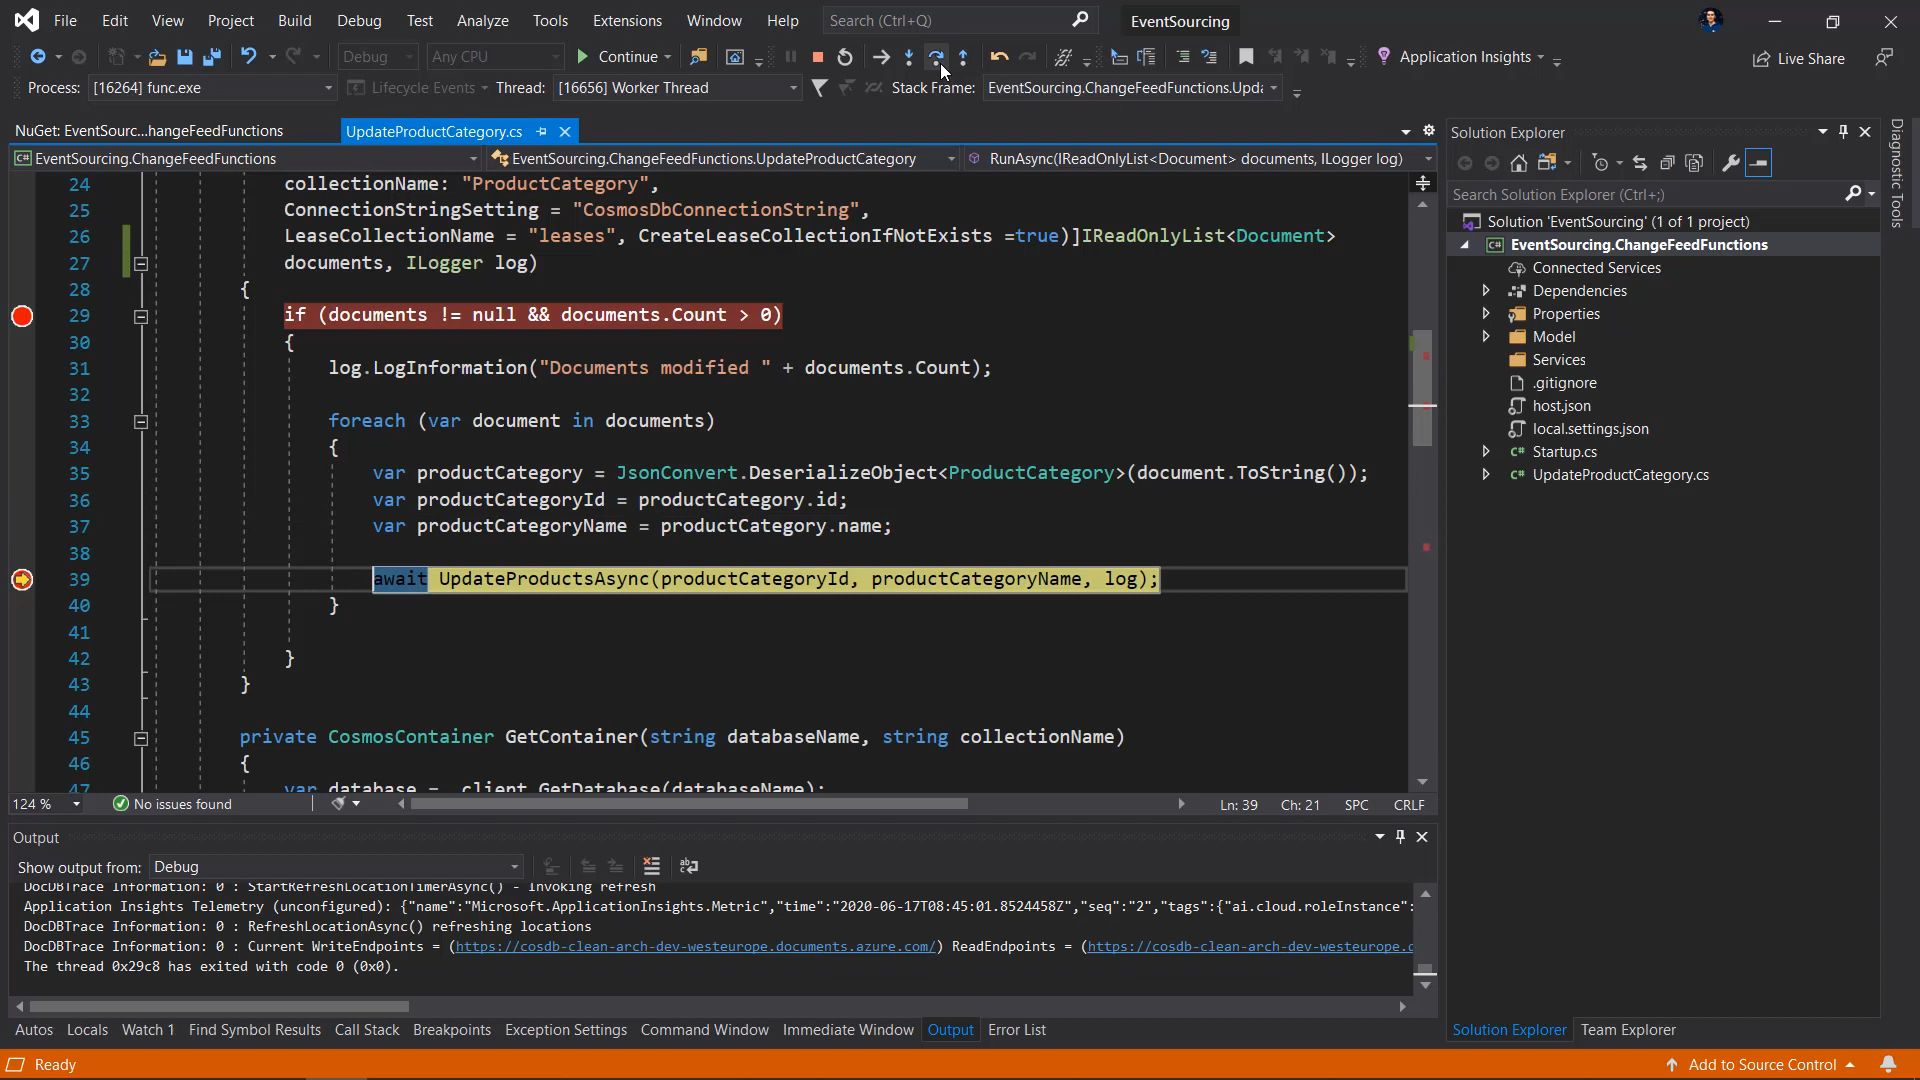 File Edit View Project Build Debug Test Analyze Tools Extensions Window Help Search (Ctrl+Q) EventSourcing
Debug Any CPU Continue Application Insights Live Share
Process: [16264] func.exe Lifecycle Events Thread: [16656] Worker Thread Stack Frame: EventSourcing.ChangeFeedFunctions.Upda
NuGet: EventSourc...hangeFeedFunctions UpdateProductCategory.cs
EventSourcing.ChangeFeedFunctions EventSourcing.ChangeFeedFunctions.UpdateProductCategory RunAsync(IReadOnlyList<Document> documents, ILogger log)
24 collectionName: "ProductCategory",
25 ConnectionStringSetting = "CosmosDbConnectionString",
26 LeaseCollectionName = "leases", CreateLeaseCollectionIfNotExists =true)]IReadOnlyList<Document>
27 documents, ILogger log)
28 {
29 if (documents != null && documents.Count > 0)
30 {
31 log.LogInformation("Documents modified " + documents.Count);
32
33 foreach (var document in documents)
34 {
35 var productCategory = JsonConvert.DeserializeObject<ProductCategory>(document.ToString());
36 var productCategoryId = productCategory.id;
37 var productCategoryName = productCategory.name;
38
39 await UpdateProductsAsync(productCategoryId, productCategoryName, log);
40 }
41
42 }
43 }
44
45 private CosmosContainer GetContainer(string databaseName, string collectionName)
46 {
47 var database = _client.GetDatabase(databaseName);
124 % No issues found Ln: 39 Ch: 21 SPC CRLF
Output
Show output from: Debug
DocDBTrace Information: 0 : StartRefreshLocationTimerAsync() - Invoking refresh
Application Insights Telemetry (unconfigured): {"name":"Microsoft.ApplicationInsights.Metric","time":"2020-06-17T08:45:01.8524458Z","seq":"2","tags":{"ai.cloud.roleInstance":
DocDBTrace Information: 0 : RefreshLocationAsync() refreshing locations
DocDBTrace Information: 0 : Current WriteEndpoints = (https://cosdb-clean-arch-dev-westeurope.documents.azure.com/) ReadEndpoints = (https://cosdb-clean-arch-dev-westeurope.d
The thread 0x29c8 has exited with code 0 (0x0).
Autos Locals Watch 1 Find Symbol Results Call Stack Breakpoints Exception Settings Command Window Immediate Window Output Error List
Solution Explorer
Search Solution Explorer (Ctrl+;)
Solution 'EventSourcing' (1 of 1 project)
EventSourcing.ChangeFeedFunctions
Connected Services
Dependencies
Properties
Model
Services
.gitignore
host.json
local.settings.json
Startup.cs
UpdateProductCategory.cs
Solution Explorer Team Explorer
Diagnostic Tools
Ready Add to Source Control